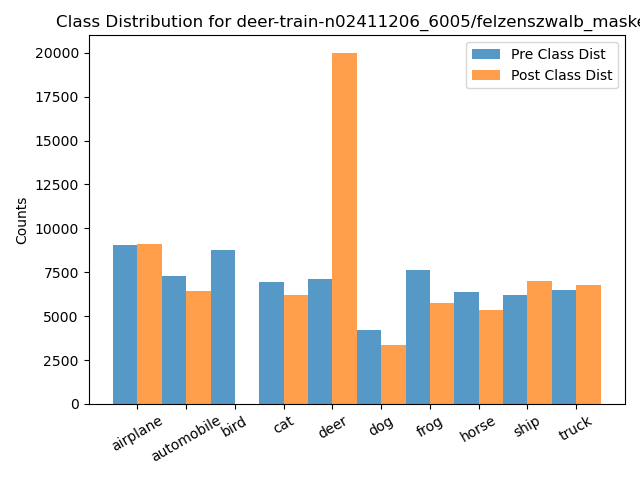 Class Distribution for deer-train-n02411206_6005/felzenszwalb_maske
Pre Class Dist
Post Class Dist
Counts
20000
17500
15000
12500
10000
7500
5000
2500
0
airplane
automobile
bird
cat
deer
dog
frog
horse
ship
truck